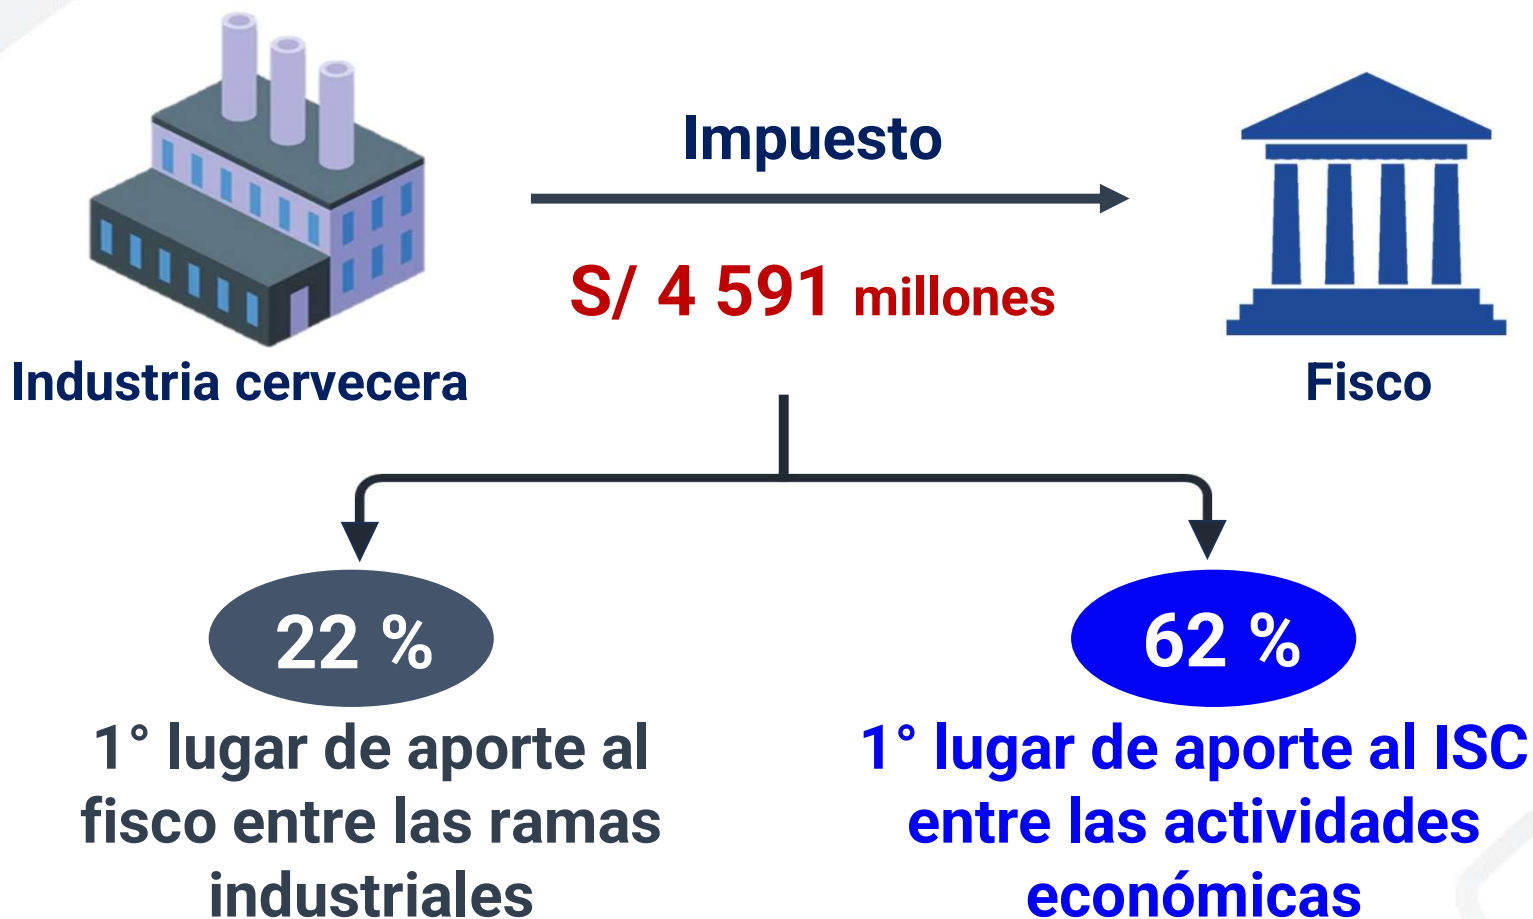 Impuesto
S/ 4 591 millones
Industria cervecera
Fisco
22 %
1° lugar de aporte al
fisco entre las ramas
industriales
62 %
1° lugar de aporte al ISC
entre las actividades
económicas